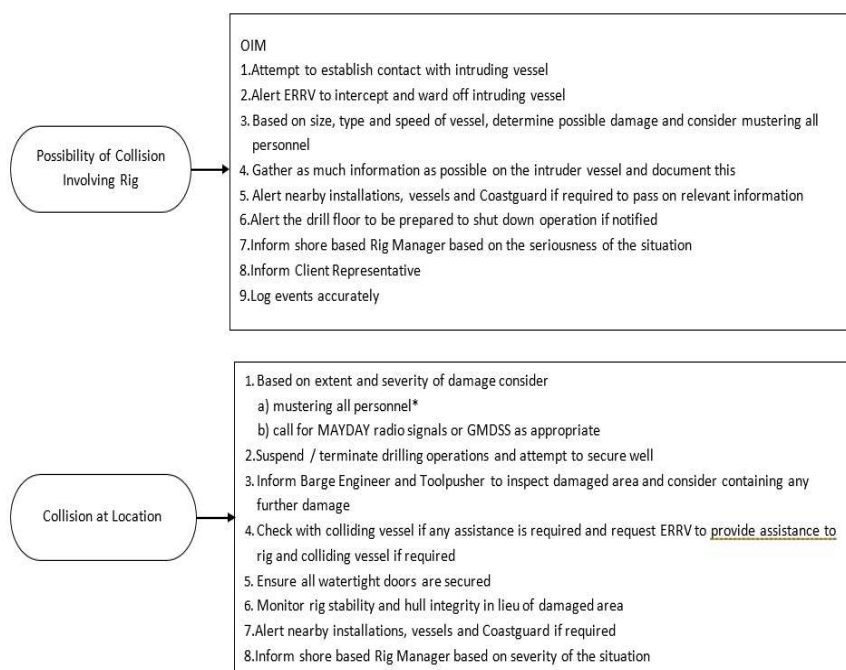 OIM
1.Attempt to establish contact with intruding vessel
2.Alert ERRV to intercept and ward off intruding vessel
3. Based on size, type and speed of vessel, determine possible damage and consider mustering all
personnel
4. Gather as much information as possible on the intruder vessel and document this
5. Alert nearby installations, vessels and Coastguard if required to pass on relevant information
6.Alert the drill floor to be prepared to shut down operation if notified
7.Inform shore based Rig Manager based on the seriousness of the situation
8.Inform Client Representative
9.Log events accurately
Possibility of Collision
Involving Rig
1. Based on extent and severity of damage consider
a) mustering all personnel*
b) call for MAYDAY radio signals or GMDSS as appropriate
2.Suspend / terminate drilling operations and attempt to secure well
3. Inform Barge Engineer and Toolpusher to inspect damaged area and consider containing any
further damage
4. Check with colliding vessel if any assistance is required and request ERRV to provide assistance to
rig and colliding vessel if required
5. Ensure all watertight doors are secured
6. Monitor rig stability and hull integrity in lieu of damaged area
7.Alert nearby installations, vessels and Coastguard if required
8.Inform shore based Rig Manager based on severity of the situation
Collision at Location